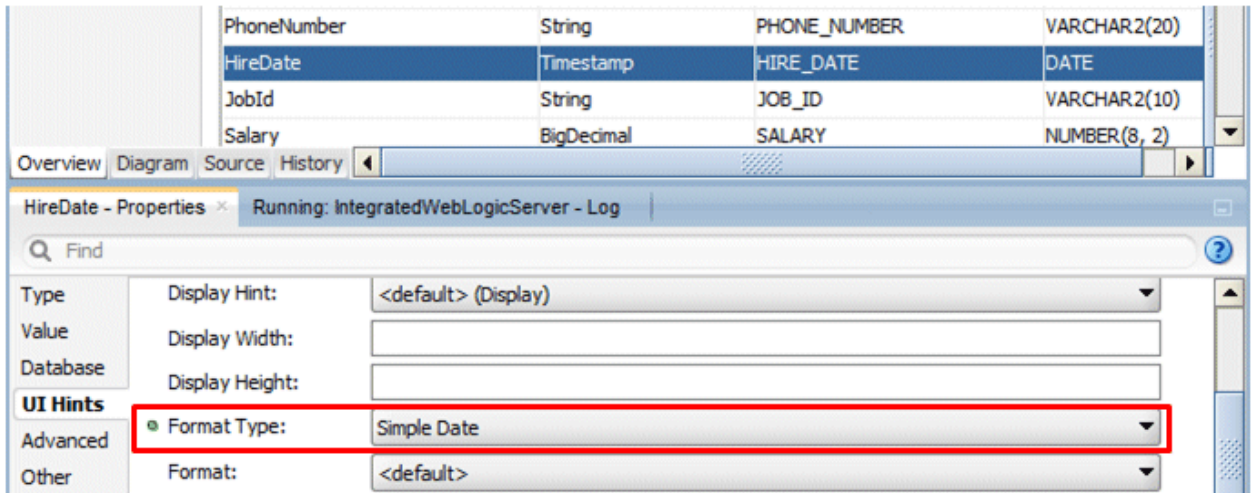 PhoneNumber String PHONE_NUMBER VARCHAR2(20)
HireDate Timestamp HIRE_DATE DATE
JobId String JOB_ID VARCHAR2(10)
Salary BigDecimal SALARY NUMBER(8, 2)
Overview Diagram Source History
HireDate - Properties Running: IntegratedWebLogicServer - Log
Find
Type Display Hint: <default> (Display)
Value Display Width:
Database Display Height:
UI Hints Format Type: Simple Date
Advanced
Other Format: <default>